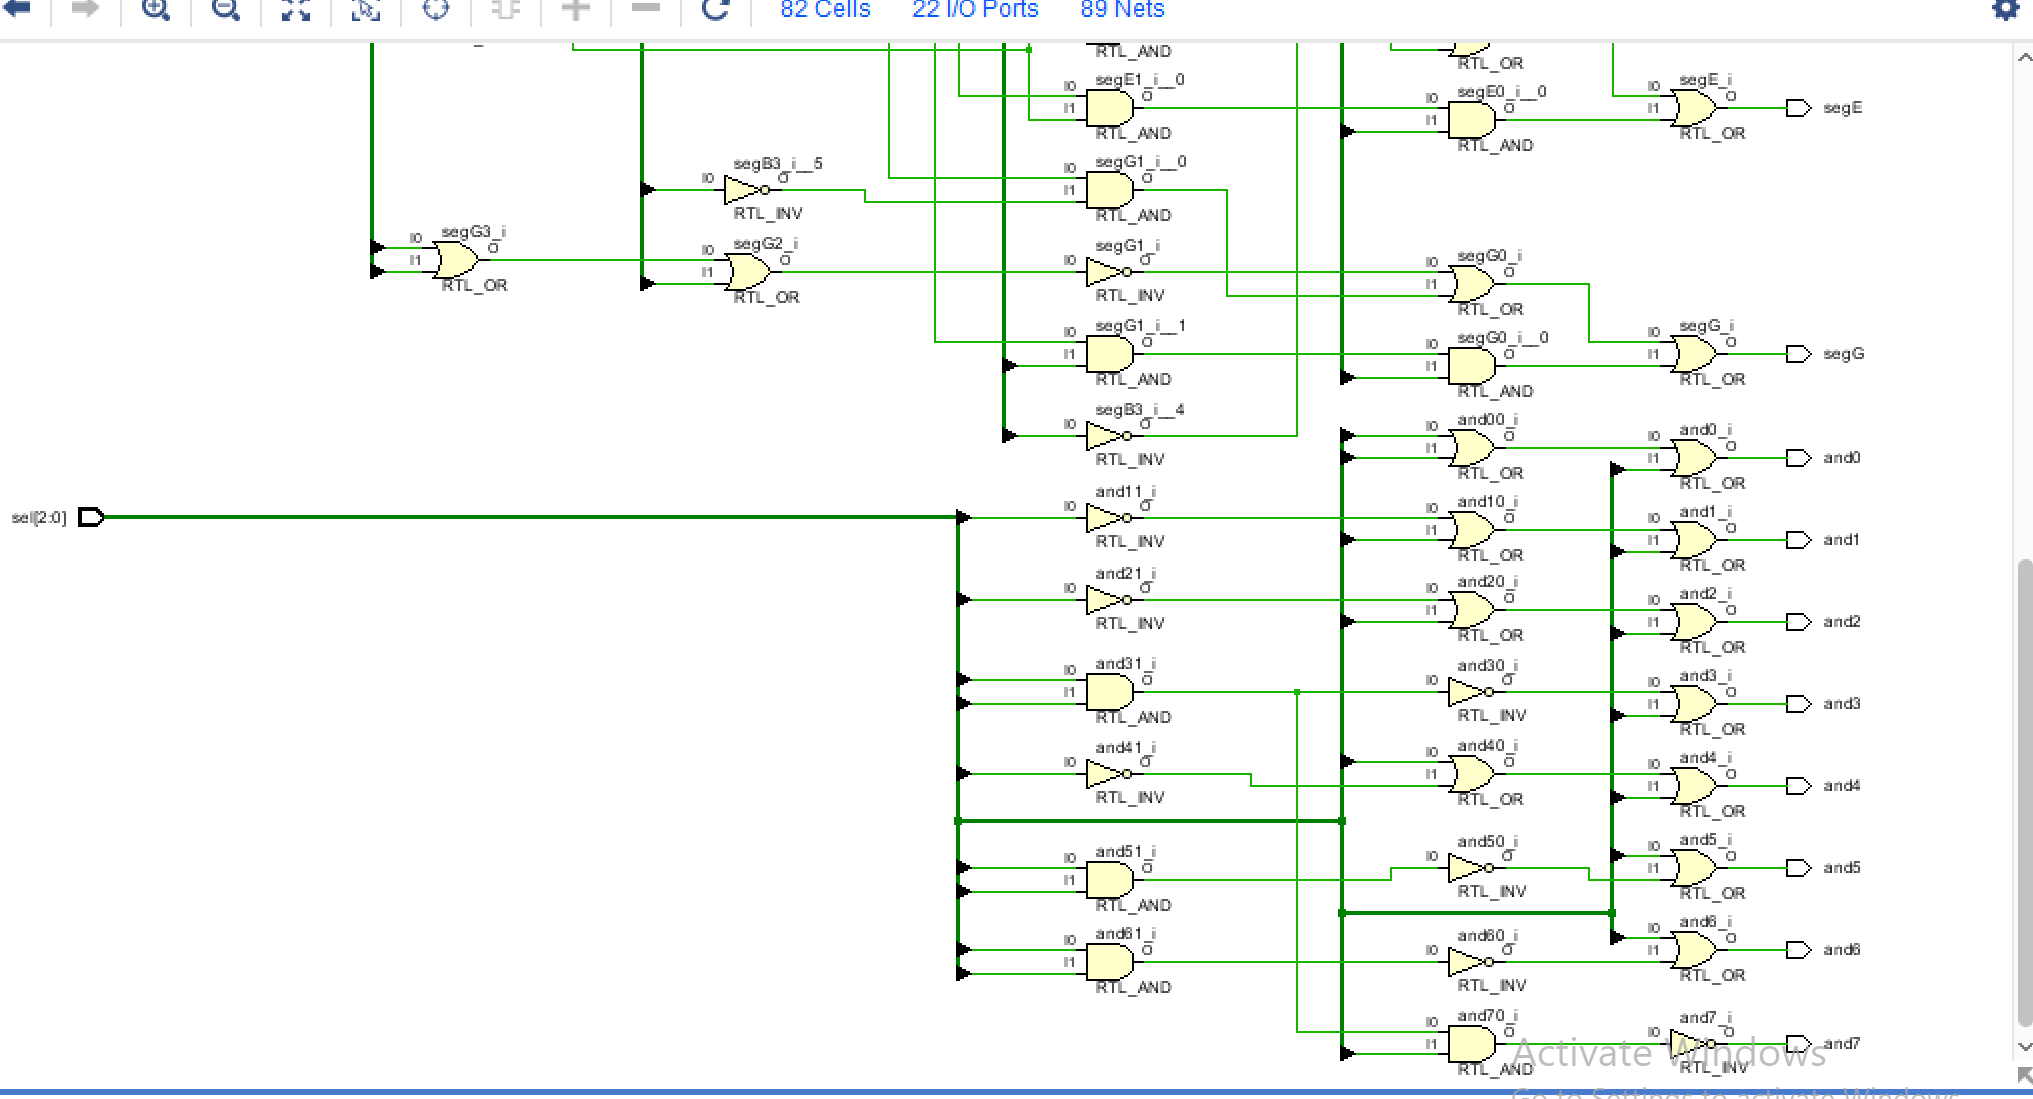 82 Cells 22 I/O Ports 89 Nets
RTL_AND
RTL_OR
segE1_i__0
I0 O
I1
RTL_AND
segE0_i__0
I0 O
I1
RTL_AND
segE_i
I0 O
I1
RTL_OR
segE
segB3_i__5
I0 O
RTL_INV
segG1_i__0
I0 O
I1
RTL_AND
segG3_i
I0 O
I1
RTL_OR
segG2_i
I0 O
I1
RTL_OR
segG1_i
I0 O
RTL_INV
segG0_i
I0 O
I1
RTL_OR
segG1_i__1
I0 O
I1
RTL_AND
segG0_i__0
I0 O
I1
RTL_AND
segG_i
I0 O
I1
RTL_OR
segG
segB3_i__4
I0 O
RTL_INV
and00_i
I0 O
I1
RTL_OR
and0_i
I0 O
I1
RTL_OR
and0
sel[2:0]
and11_i
I0 O
RTL_INV
and10_i
I0 O
I1
RTL_OR
and1_i
I0 O
I1
RTL_OR
and1
and21_i
I0 O
RTL_INV
and20_i
I0 O
I1
RTL_OR
and2_i
I0 O
I1
RTL_OR
and2
and31_i
I0 O
I1
RTL_AND
and30_i
I0 O
RTL_INV
and3_i
I0 O
I1
RTL_OR
and3
and41_i
I0 O
RTL_INV
and40_i
I0 O
I1
RTL_OR
and4_i
I0 O
I1
RTL_OR
and4
and51_i
I0 O
I1
RTL_AND
and50_i
I0 O
RTL_INV
and5_i
I0 O
I1
RTL_OR
and5
and61_i
I0 O
I1
RTL_AND
and60_i
I0 O
RTL_INV
and6_i
I0 O
I1
RTL_OR
and6
and70_i
I0 O
I1
RTL_AND
and7_i
I0 O
RTL_INV
and7
Activate Windows
Go to Settings to activate Windows.